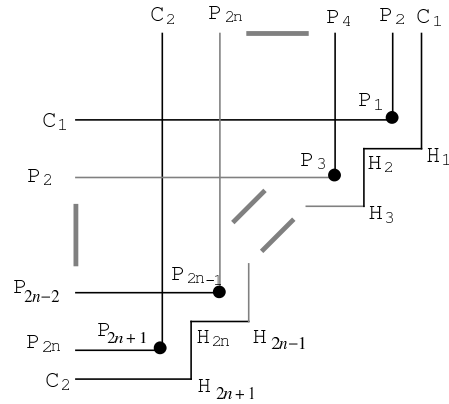 C₂ P₂ₙ P₄ P₂ C₁
P₁
C₁
H₁
P₃ H₂
P₂
H₃
P₂ₙ₋₁
P₂ₙ₋₂
P₂ₙ₊₁ H₂ₙ H₂ₙ₋₁
P₂ₙ
C₂ H₂ₙ₊₁